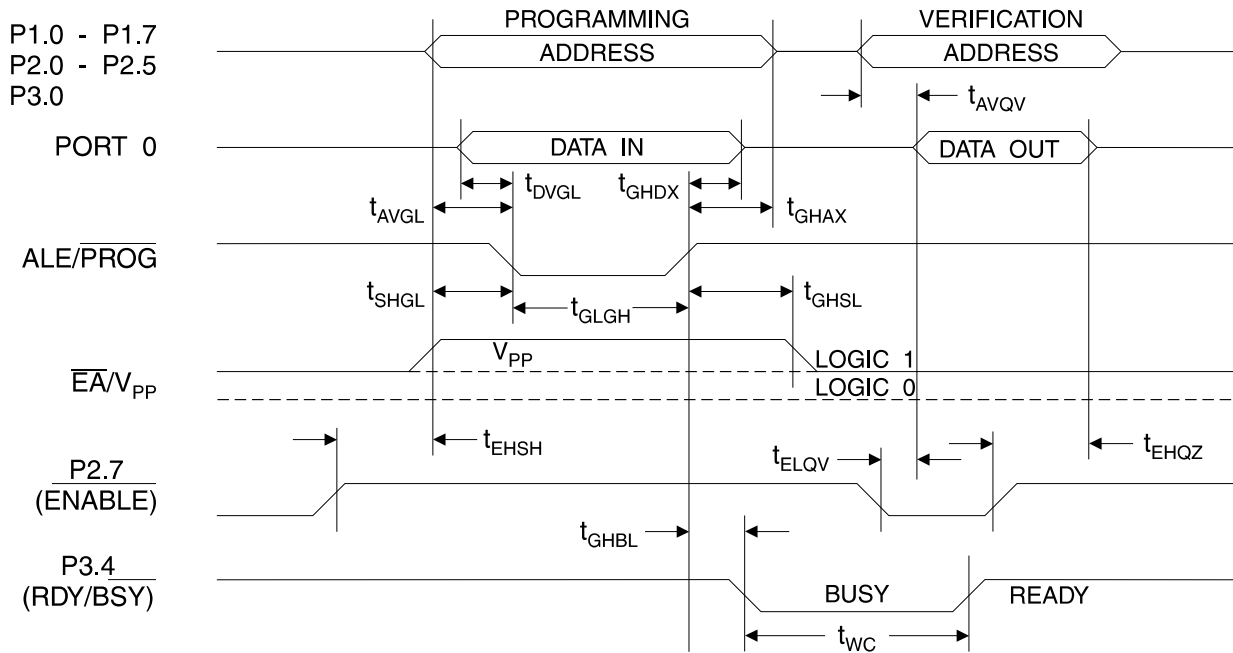 PROGRAMMING VERIFICATION
P1.0 - P1.7
P2.0 - P2.5
P3.0
ADDRESS ADDRESS
tAVQV
PORT 0 DATA IN DATA OUT
tDVGL tGHDX
tAVGL tGHAX
ALE/PROG
tSHGL tGLGH tGHSL
VPP LOGIC 1
EA/VPP LOGIC 0
tEHSH tELQV tEHQZ
P2.7
(ENABLE)
tGHBL
P3.4
(RDY/BSY) BUSY READY
tWC